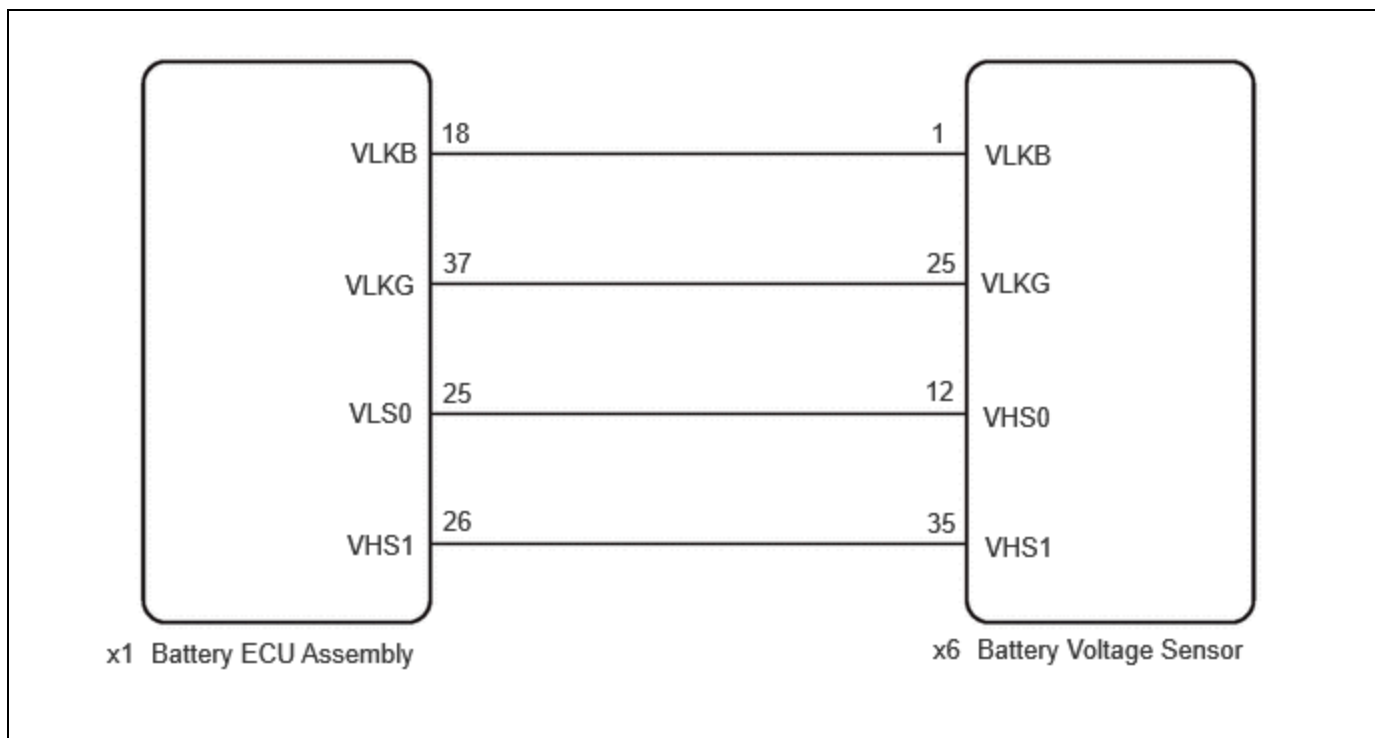 18 1
VLKB VLKB
37 25
VLKG VLKG
25 12
VLS0 VHS0
26 35
VHS1 VHS1
x1 Battery ECU Assembly x6 Battery Voltage Sensor